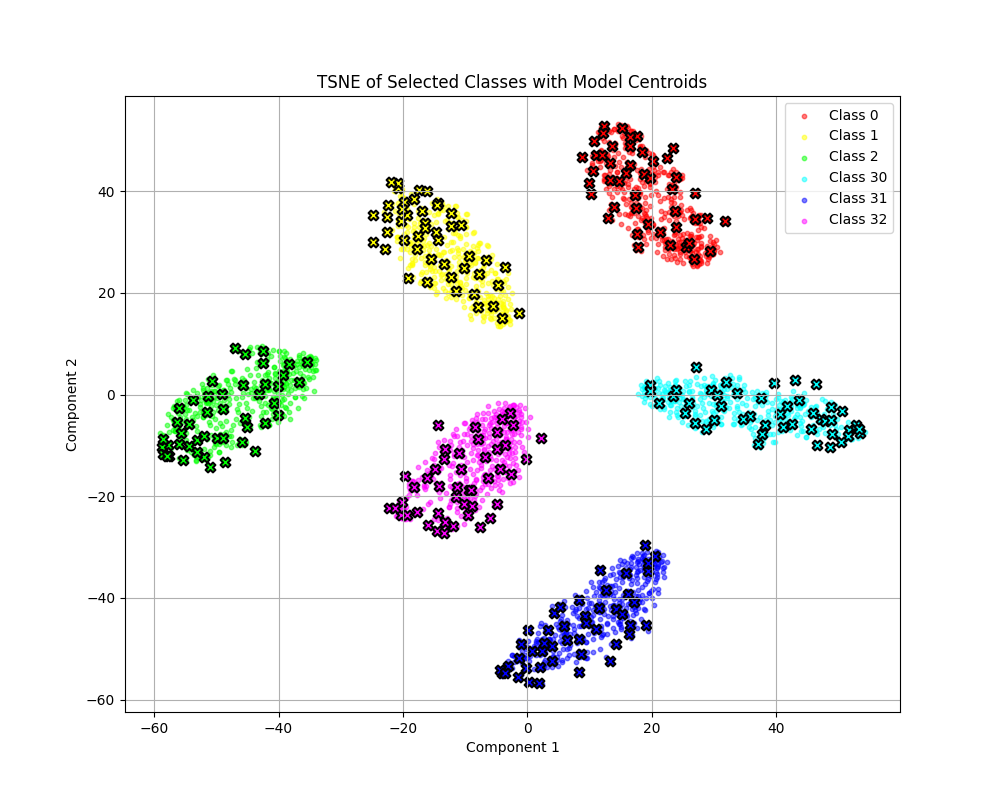 TSNE of Selected Classes with Model Centroids
Class 0
Class 1
Class 2
Class 30
Class 31
Class 32
40
20
0
−20
−40
−60
Component 2
−60
−40
−20
0
20
40
Component 1